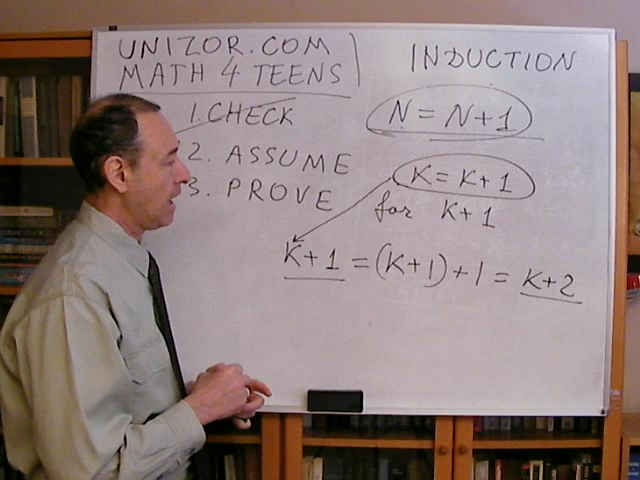 UNIZOR.COM
MATH 4 TEENS
1. CHECK
2. ASSUME
3. PROVE
INDUCTION
N = N+1
K = K+1
for K+1
K+1 = (K+1)+1 = K+2